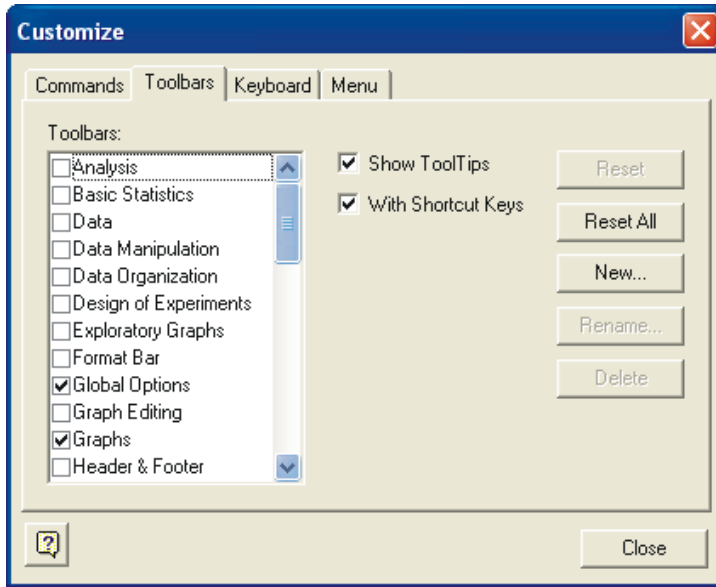 Customize
Commands Toolbars Keyboard Menu
Toolbars:
Analysis
Basic Statistics
Data
Data Manipulation
Data Organization
Design of Experiments
Exploratory Graphs
Format Bar
Global Options
Graph Editing
Graphs
Header & Footer
Show ToolTips
With Shortcut Keys
Reset
Reset All
New...
Rename...
Delete
?
Close